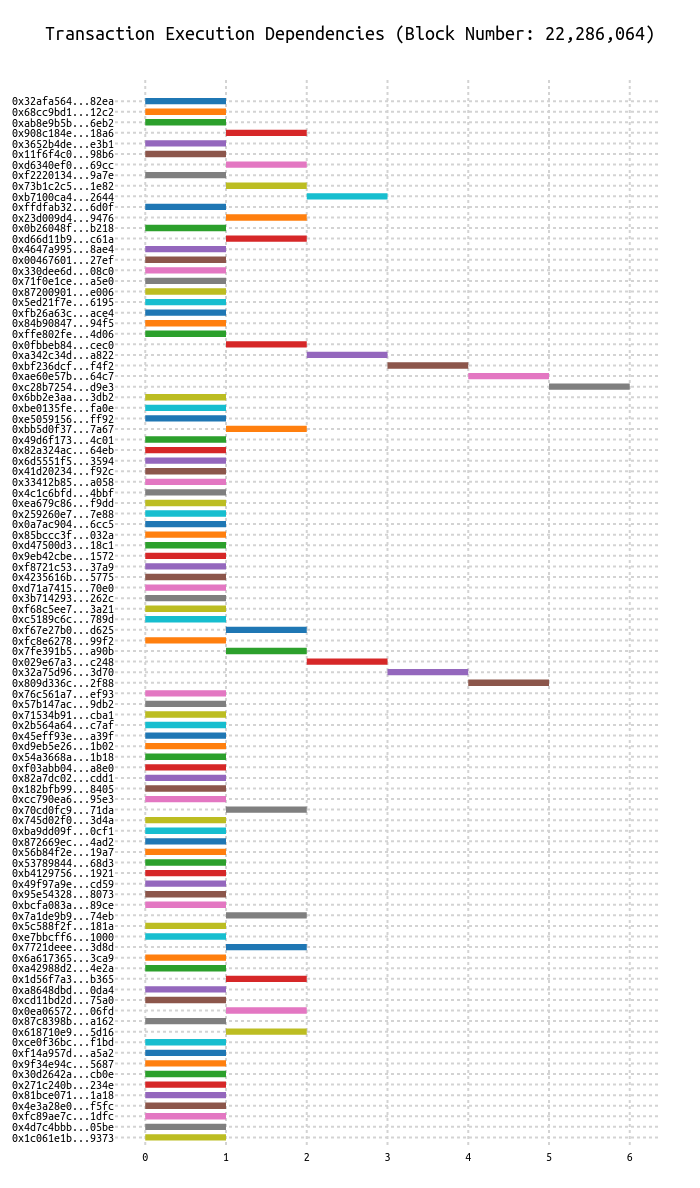 Transaction Execution Dependencies (Block Number: 22,286,064)
0x32afa564...82ea
0x68cc9bd1...12c2
0xab8e9b5b...6eb2
0x908c184e...18a6
0x3652b4de...e3b1
0x11f6f4c0...98b6
0xd6340ef0...69cc
0xf2220134...9a7e
0x73b1c2c5...1e82
0xb7100ca4...2644
0xffdfab32...6d0f
0x23d009d4...9476
0x0b26048f...b218
0xd66d11b9...c61a
0x4647a995...8ae4
0x00467601...27ef
0x330dee6d...08c0
0x71f0e1ce...a5e0
0x87200901...e006
0x5ed21f7e...6195
0xfb26a63c...ace4
0x84b90847...94f5
0xffe802fe...4d06
0x0fbbeb84...cec0
0xa342c34d...a822
0xbf236dcf...f4f2
0xae60e57b...64c7
0xc28b7254...d9e3
0x6bb2e3aa...3db2
0xbe0135fe...fa0e
0xe5059156...ff92
0xbb5d0f37...7a67
0x49d6f173...4c01
0x82a324ac...64eb
0x6d5551f5...3594
0x41d20234...f92c
0x33412b85...a058
0x4c1c6bfd...4bbf
0xea679c86...f9dd
0x259260e7...7e88
0x0a7ac904...6cc5
0x85bccc3f...032a
0xd47500d3...18c1
0x9eb42cbe...1572
0xf8721c53...37a9
0x4235616b...5775
0xd71a7415...70e0
0x3b714293...262c
0xf68c5ee7...3a21
0xc5189c6c...789d
0xf67e27b0...d625
0xfc8e6278...99f2
0x7fe391b5...a90b
0x029e67a3...c248
0x32a75d96...3d70
0x809d336c...2f88
0x76c561a7...ef93
0x57b147ac...9db2
0x71534b91...cba1
0x2b564a64...c7af
0x45eff93e...a39f
0xd9eb5e26...1b02
0x54a3668a...1b18
0xf03abb04...a8e0
0x82a7dc02...cdd1
0x182bfb99...8405
0xcc790ea6...95e3
0x70cd0fc9...71da
0x745d02f0...3d4a
0xba9dd09f...0cf1
0x872669ec...4ad2
0x56b84f2e...19a7
0x53789844...68d3
0xb4129756...1921
0x49f97a9e...cd59
0x95e54328...8073
0xbcfa083a...89ce
0x7a1de9b9...74eb
0x5c588f2f...181a
0xe7bbcff6...1000
0x7721deee...3d8d
0x6a617365...3ca9
0xa42988d2...4e2a
0x1d56f7a3...b365
0xa8648dbd...0da4
0xcd11bd2d...75a0
0x0ea06572...06fd
0x87c8398b...a162
0x618710e9...5d16
0xce0f36bc...f1bd
0xf14a957d...a5a2
0x9f34e94c...5687
0x30d2642a...cb0e
0x271c240b...234e
0x81bce071...1a18
0x4e3a28e0...f5fc
0xfc89ae7c...1dfc
0x4d7c4bbb...05be
0x1c061e1b...9373
0 1 2 3 4 5 6